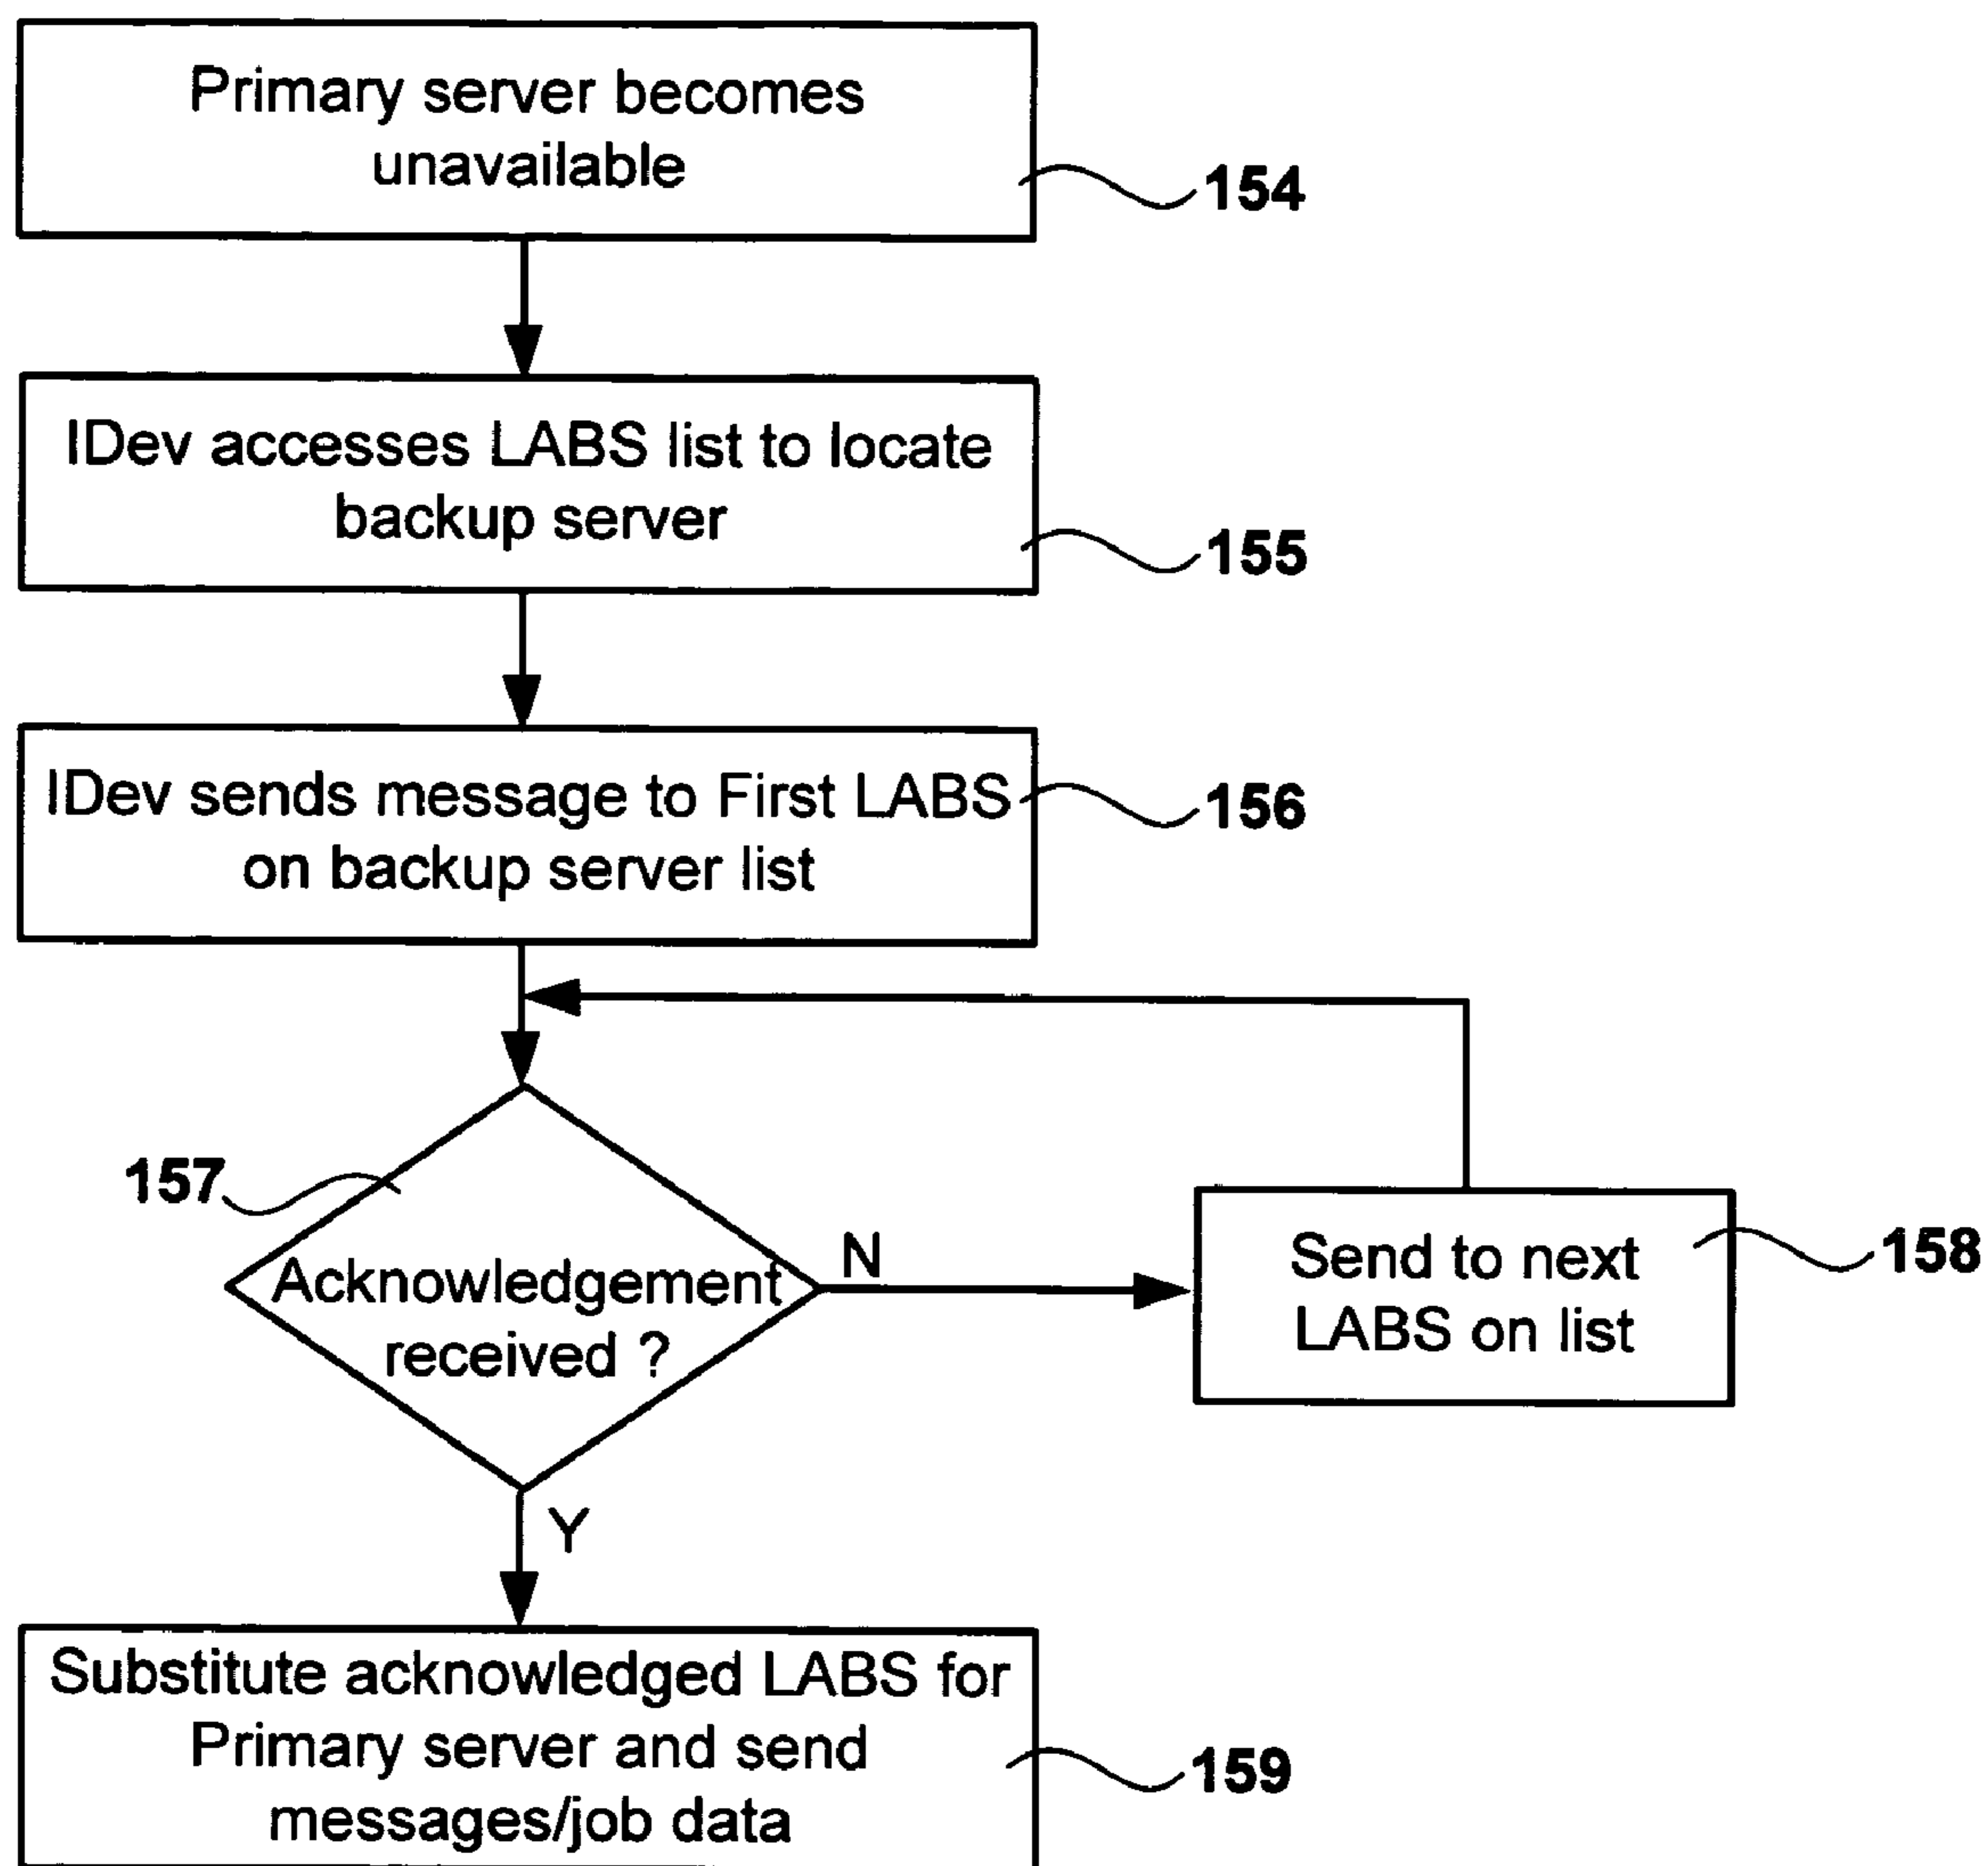 Primary server becomes
unavailable
154
IDev accesses LABS list to locate
backup server
155
IDev sends message to First LABS
on backup server list
156
157
Acknowledgement
received ?
N
Send to next
LABS on list
158
Y
Substitute acknowledged LABS for
Primary server and send
messages/job data
159